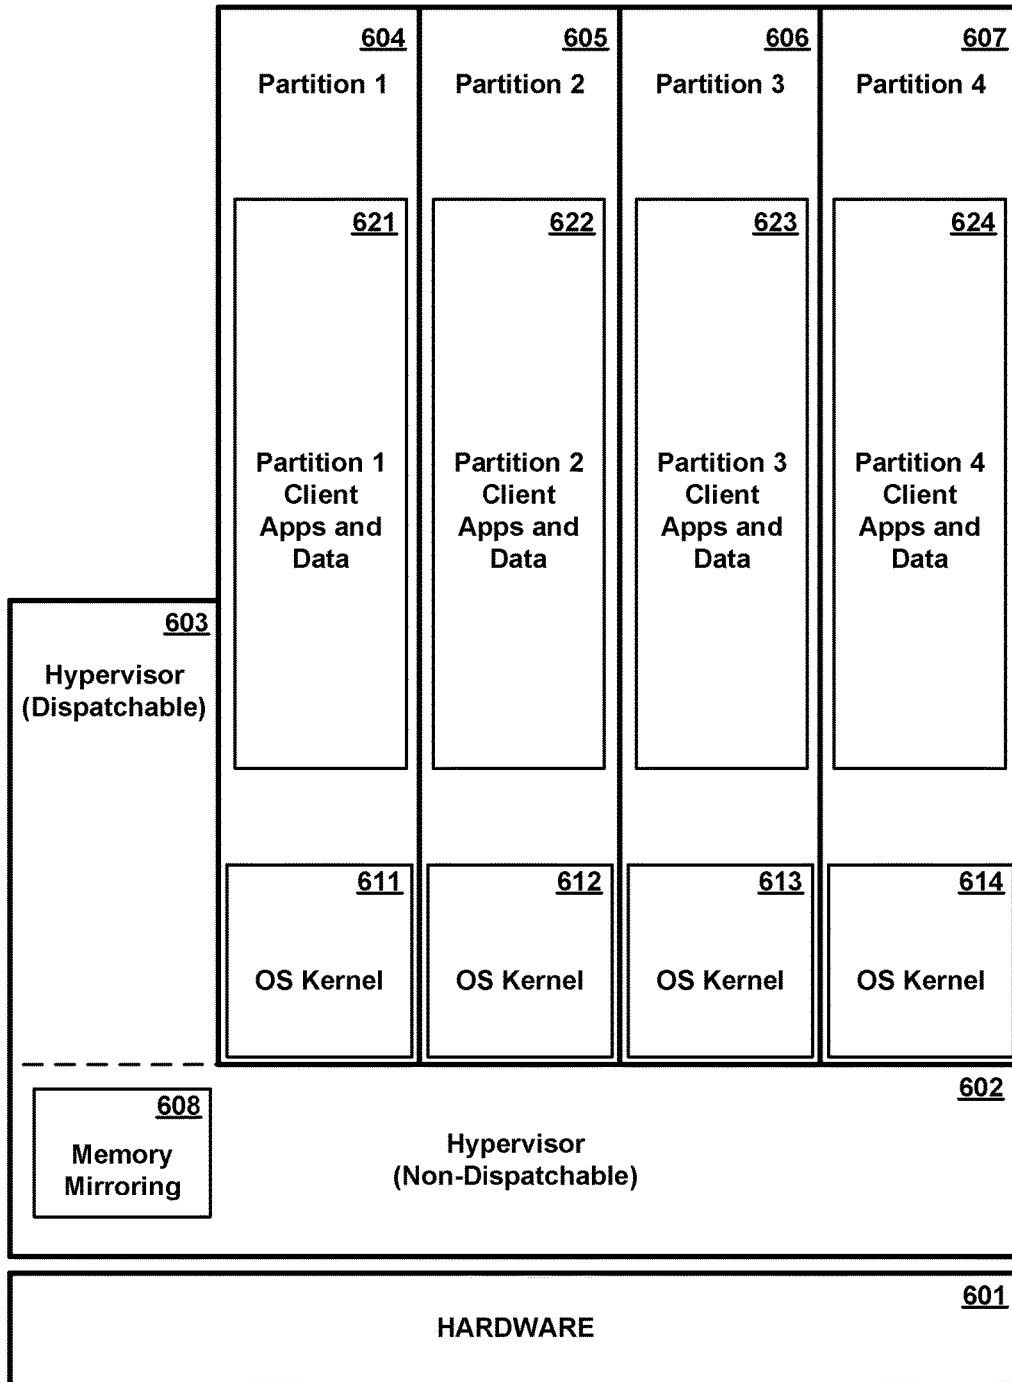 604
Partition 1
605
Partition 2
606
Partition 3
607
Partition 4
621
Partition 1
Client
Apps and
Data
622
Partition 2
Client
Apps and
Data
623
Partition 3
Client
Apps and
Data
624
Partition 4
Client
Apps and
Data
603
Hypervisor
(Dispatchable)
611
OS Kernel
612
OS Kernel
613
OS Kernel
614
OS Kernel
608
Memory
Mirroring
602
Hypervisor
(Non-Dispatchable)
601
HARDWARE